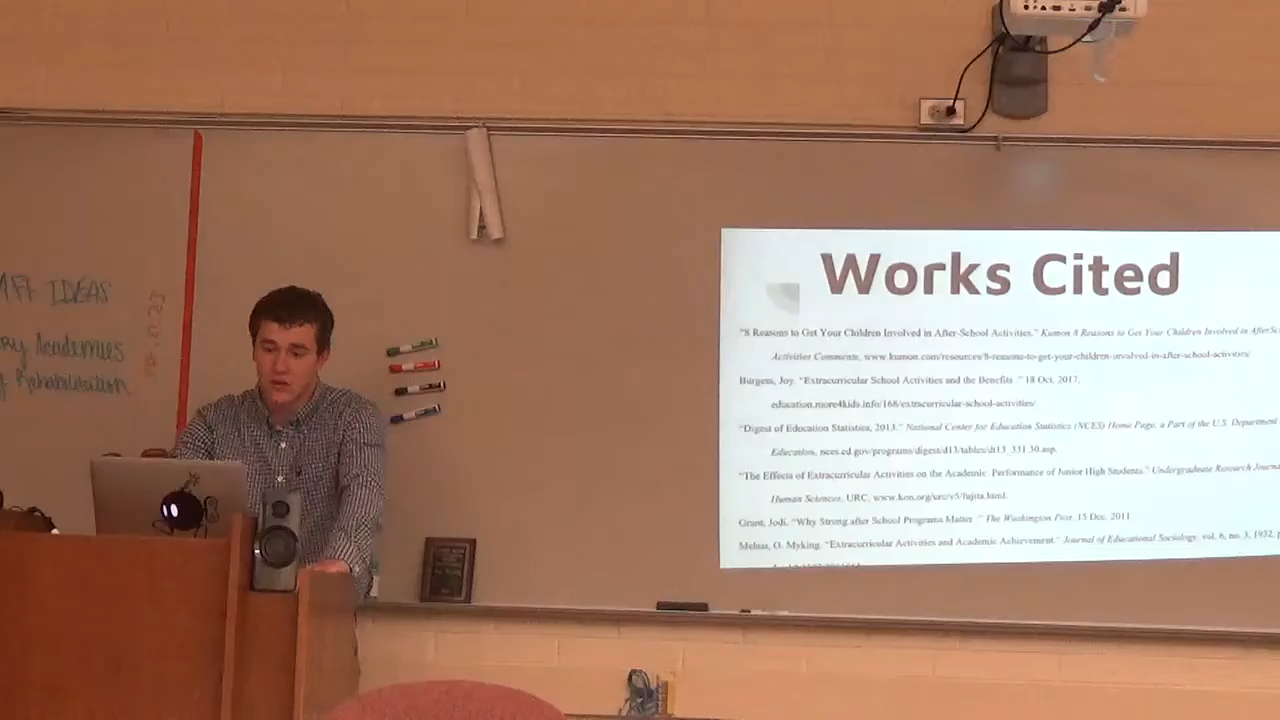 IDEAS
Academies
Rehabilitation
Works Cited
"8 Reasons to Get Your Children Involved in After-School Activities." Kumon 8 Reasons to Get Your Children Involved in
Activities Comments, www.kumon.com/resources/8-reasons-to-get-your-children-involved-in-after-school-activities/
Burgess, Joy. "Extracurricular School Activities and the Benefits." 18 Oct. 2017,
education.more4kids.info/168/extracurricular-school-activities/
"Digest of Education Statistics, 2013." National Center for Education Statistics (NCES) Home Page, a Part of the U.S. Department
Education, nces.ed.gov/programs/digest/d13/tables/dt13_331.30.asp.
"The Effects of Extracurricular Activities on the Academic Performance of Junior High Students." Undergraduate Research
Human Sciences, URC, www.kon.org/urc/v5/fujita.html.
Grant, Jodi. "Why Strong after School Programs Matter." The Washington Post, 15 Dec. 2011
O. Myking. "Extracurricular Activities and Academic Achievement." Journal of Educational Sociology, vol. 6, no. 3, 1932,